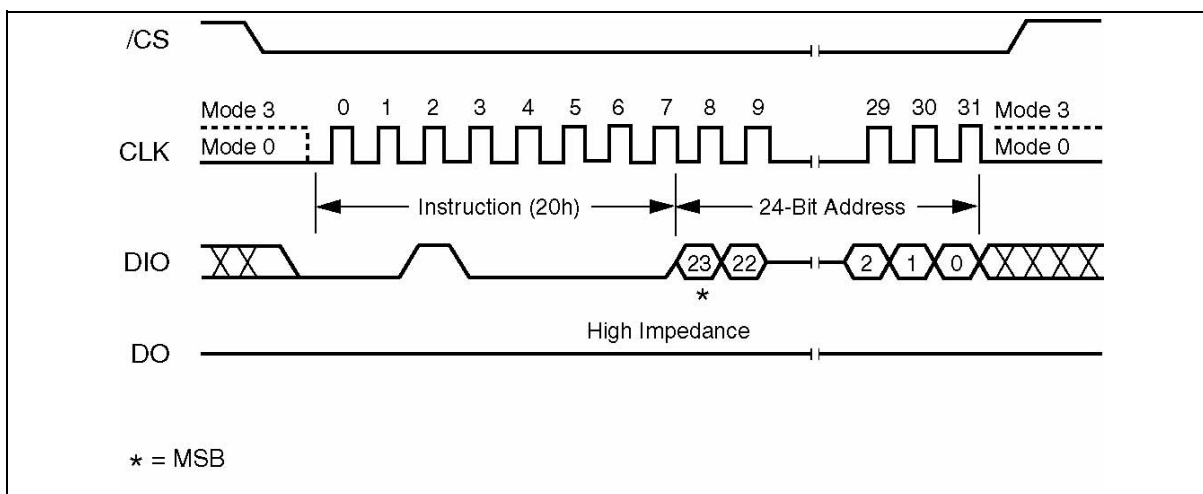 /CS
Mode 3 0 1 2 3 4 5 6 7 8 9 29 30 31 Mode 3
CLK Mode 0 Mode 0
Instruction (20h) 24-Bit Address
DIO 23 22 2 1 0
*
High Impedance
DO
* = MSB